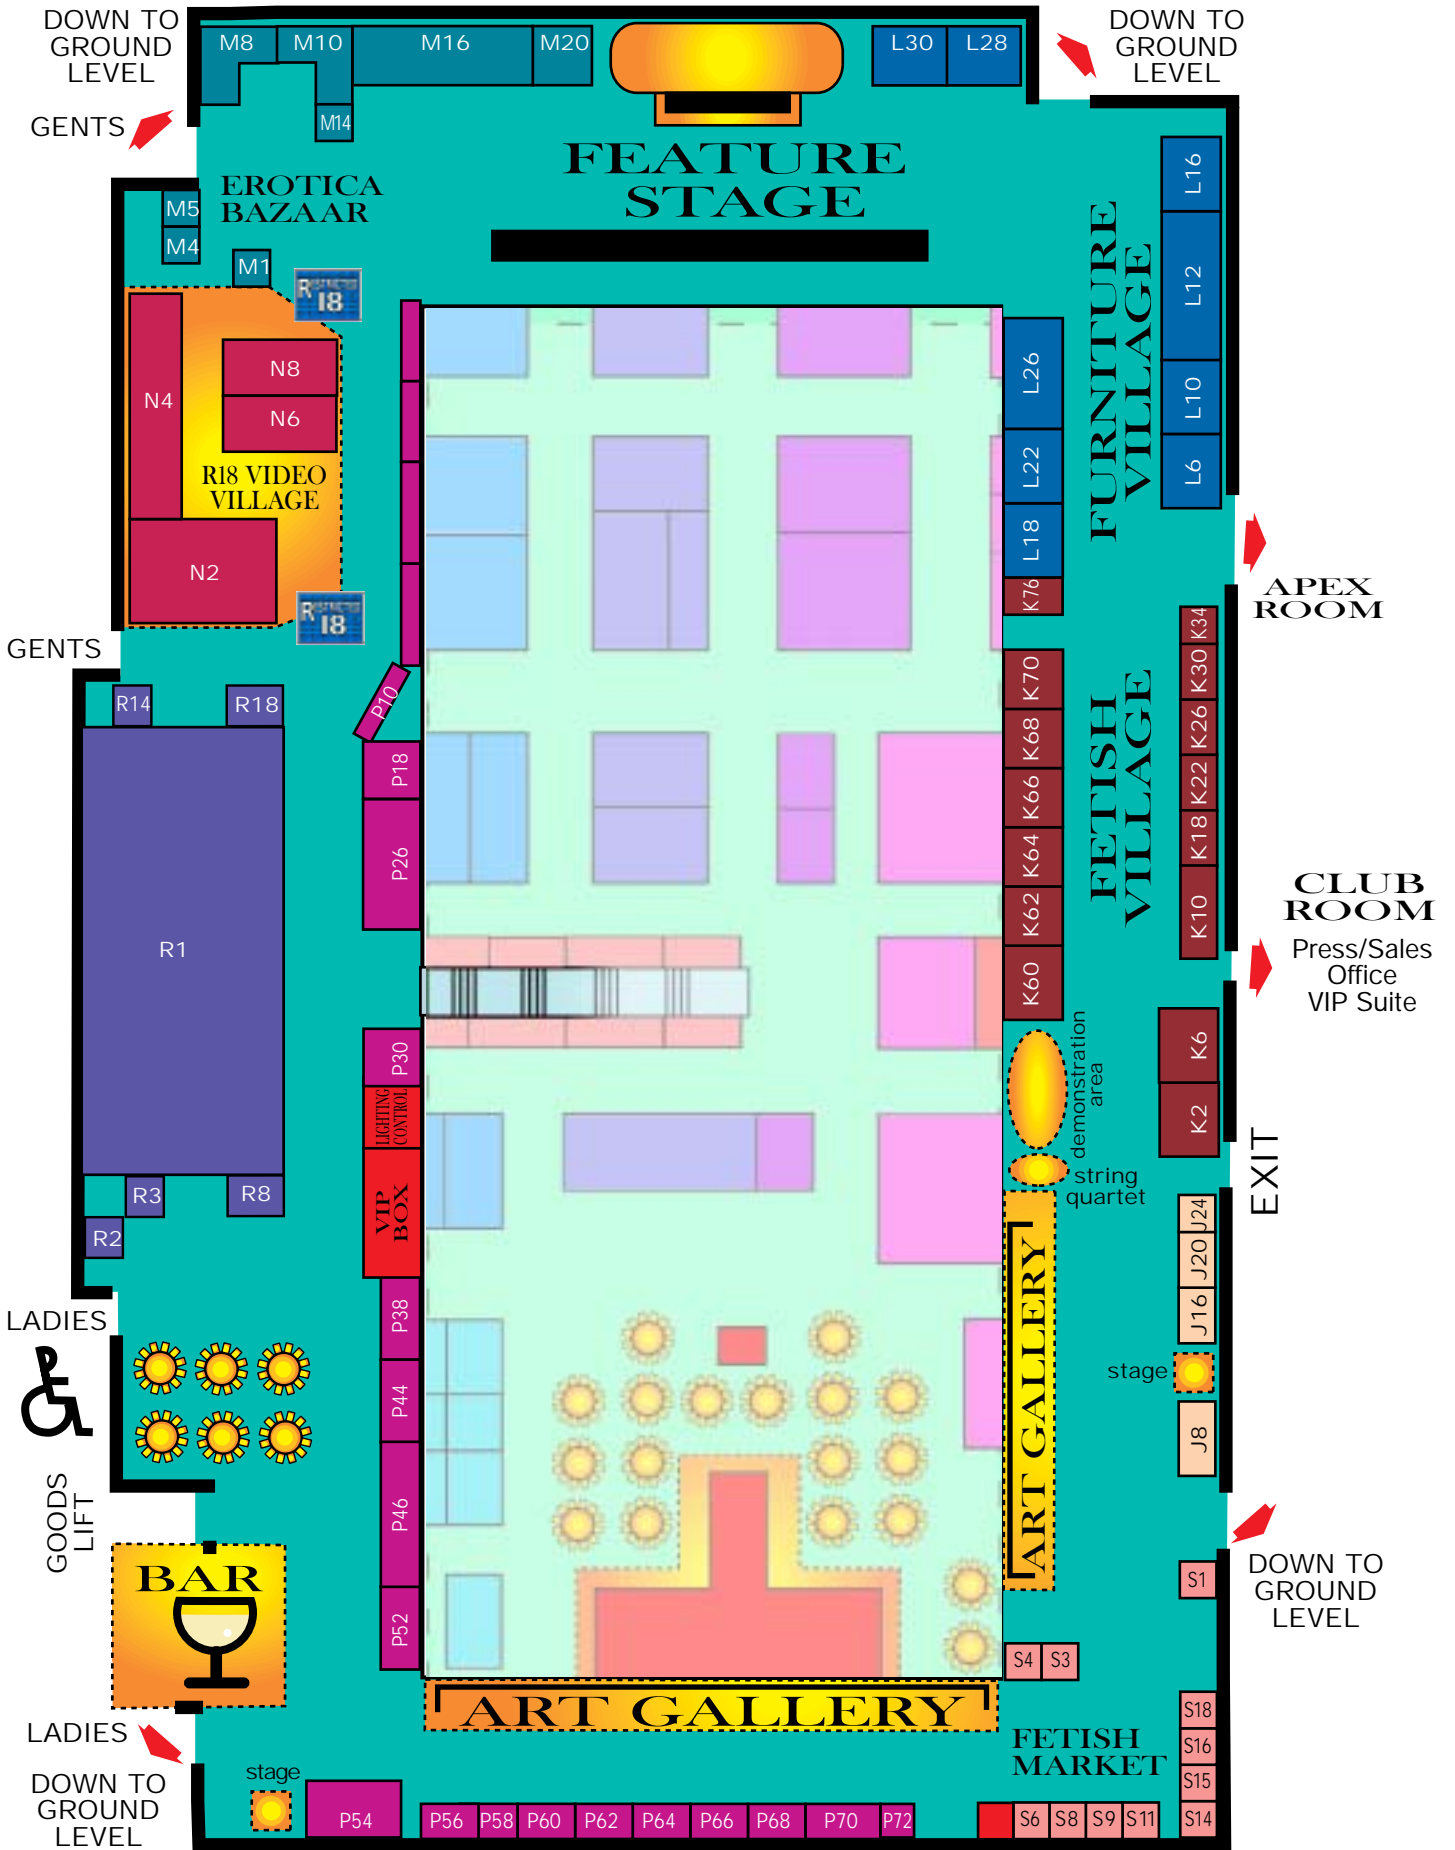 DOWN TO
GROUND
LEVEL
M8
M10
M16
M20
L30
L28
DOWN TO
GROUND
LEVEL
GENTS
M14
FEATURE
STAGE
EROTICA
BAZAAR
M5
M4
M1
RESTRICTED
18
L16
L12
L10
L6
FURNITURE
VILLAGE
L26
L22
L18
N4
N8
N6
R18 VIDEO
VILLAGE
N2
RESTRICTED
18
APEX
ROOM
GENTS
K76
K34
K30
K26
K22
K18
K10
FETISH
VILLAGE
K70
K68
K66
K64
K62
K60
R14
R18
P10
P18
P26
R1
CLUB
ROOM
Press/Sales
Office
VIP Suite
P30
LIGHTING
CONTROL
VIP
BOX
demonstration
area
K6
K2
EXIT
string
quartet
R3
R8
R2
J24
J20
J16
LADIES
P38
P44
P46
P52
stage
J8
ART GALLERY
GOODS
LIFT
BAR
DOWN TO
GROUND
LEVEL
S1
S4
S3
ART GALLERY
S18
S16
S15
S14
FETISH
MARKET
LADIES
DOWN TO
GROUND
LEVEL
stage
P54
P56
P58
P60
P62
P64
P66
P68
P70
P72
S6
S8
S9
S11